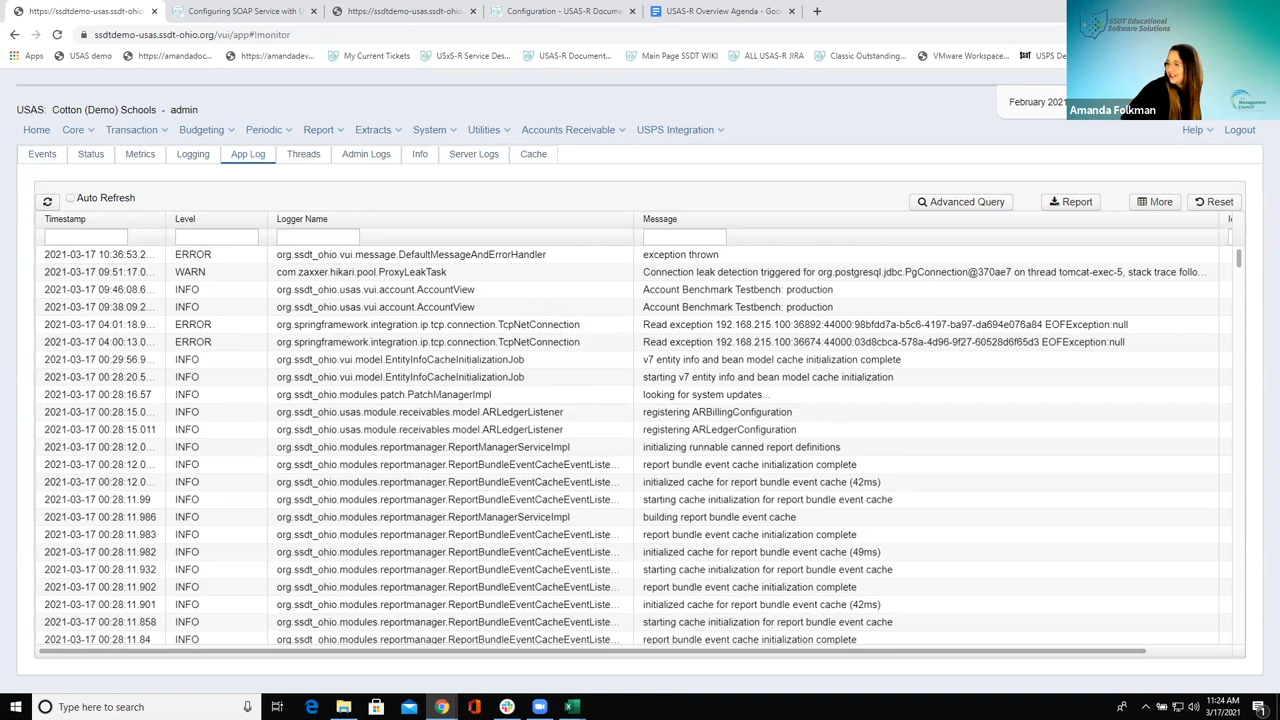 https://ssdtdemo-usas.ssdt-ohio
Configuring SOAP Service with U
https://ssdtdemo-usas.ssdt-ohio.
Configuration - USAS-R Docume
USAS-R Overview Agenda - Goo
ssdtdemo-usas.ssdt-ohio.org/vui/app#!monitor
Apps
USAS demo
https://amandadoc...
https://amandadev...
My Current Tickets
USxS-R Service Des...
USAS-R Document...
Main Page SSDT WIKI
ALL USAS-R JIRA
Classic Outstanding...
VMware Workspace...
USPS De
SSDT Educational
Software Solutions
Management
Council
Amanda Folkman
USAS: Cotton (Demo) Schools - admin
February 2021
Home Core Transaction Budgeting Periodic Report Extracts System Utilities Accounts Receivable USPS Integration Help Logout
Events Status Metrics Logging App Log Threads Admin Logs Info Server Logs Cache
Auto Refresh Advanced Query Report More Reset
Timestamp Level Logger Name Message
2021-03-17 10:36:53.2... ERROR org.ssdt_ohio.vui.message.DefaultMessageAndErrorHandler exception thrown
2021-03-17 09:51:17.0... WARN com.zaxxer.hikari.pool.ProxyLeakTask Connection leak detection triggered for org.postgresql.jdbc.PgConnection@370ae7 on thread tomcat-exec-5, stack trace follo...
2021-03-17 09:46:08.6... INFO org.ssdt_ohio.usas.vui.account.AccountView Account Benchmark Testbench: production
2021-03-17 09:38:09.2... INFO org.ssdt_ohio.usas.vui.account.AccountView Account Benchmark Testbench: production
2021-03-17 04:01:18.9... ERROR org.springframework.integration.ip.tcp.connection.TcpNetConnection Read exception 192.168.215.100:36892:44000:98bfdd7a-b5c6-4197-ba97-da694e076a84 EOFException:null
2021-03-17 04:00:13.0... ERROR org.springframework.integration.ip.tcp.connection.TcpNetConnection Read exception 192.168.215.100:36674:44000:03d8cbca-578a-4d96-9f27-60528d6f65d3 EOFException:null
2021-03-17 00:29:56.9... INFO org.ssdt_ohio.vui.model.EntityInfoCacheInitializationJob v7 entity info and bean model cache initialization complete
2021-03-17 00:28:20.5... INFO org.ssdt_ohio.vui.model.EntityInfoCacheInitializationJob starting v7 entity info and bean model cache initialization
2021-03-17 00:28:16.57 INFO org.ssdt_ohio.modules.patch.PatchManagerImpl looking for system updates...
2021-03-17 00:28:15.0... INFO org.ssdt_ohio.usas.module.receivables.model.ARLedgerListener registering ARBillingConfiguration
2021-03-17 00:28:15.011 INFO org.ssdt_ohio.usas.module.receivables.model.ARLedgerListener registering ARLedgerConfiguration
2021-03-17 00:28:12.0... INFO org.ssdt_ohio.modules.reportmanager.ReportManagerServiceImpl initializing runnable canned report definitions
2021-03-17 00:28:12.0... INFO org.ssdt_ohio.modules.reportmanager.ReportBundleEventCacheEventListe... report bundle event cache initialization complete
2021-03-17 00:28:12.0... INFO org.ssdt_ohio.modules.reportmanager.ReportBundleEventCacheEventListe... initialized cache for report bundle event cache (42ms)
2021-03-17 00:28:11.99 INFO org.ssdt_ohio.modules.reportmanager.ReportBundleEventCacheEventListe... starting cache initialization for report bundle event cache
2021-03-17 00:28:11.986 INFO org.ssdt_ohio.modules.reportmanager.ReportManagerServiceImpl building report bundle event cache
2021-03-17 00:28:11.983 INFO org.ssdt_ohio.modules.reportmanager.ReportBundleEventCacheEventListe... report bundle event cache initialization complete
2021-03-17 00:28:11.982 INFO org.ssdt_ohio.modules.reportmanager.ReportBundleEventCacheEventListe... initialized cache for report bundle event cache (49ms)
2021-03-17 00:28:11.932 INFO org.ssdt_ohio.modules.reportmanager.ReportBundleEventCacheEventListe... starting cache initialization for report bundle event cache
2021-03-17 00:28:11.902 INFO org.ssdt_ohio.modules.reportmanager.ReportBundleEventCacheEventListe... report bundle event cache initialization complete
2021-03-17 00:28:11.901 INFO org.ssdt_ohio.modules.reportmanager.ReportBundleEventCacheEventListe... initialized cache for report bundle event cache (42ms)
2021-03-17 00:28:11.858 INFO org.ssdt_ohio.modules.reportmanager.ReportBundleEventCacheEventListe... starting cache initialization for report bundle event cache
2021-03-17 00:28:11.84 INFO org.ssdt_ohio.modules.reportmanager.ReportBundleEventCacheEventListe... report bundle event cache initialization complete
Type here to search
11:24 AM
3/17/2021
1